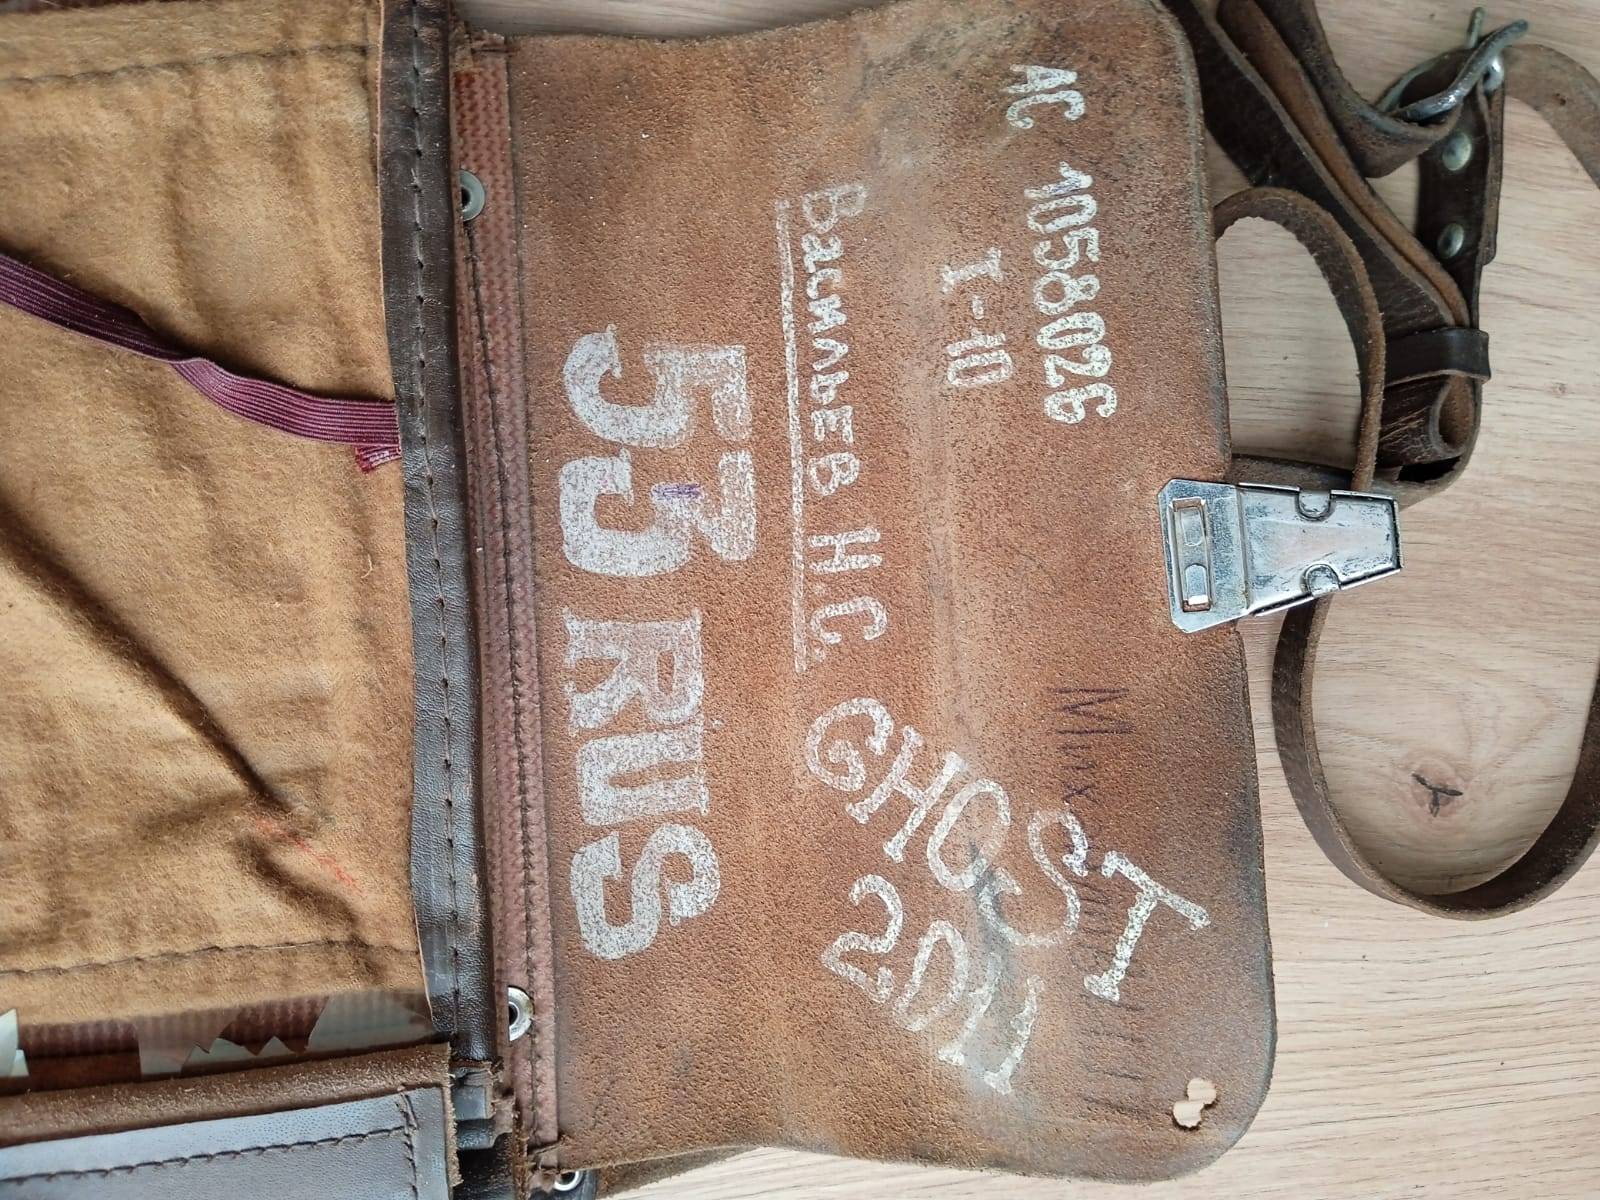 АС 1058026
I-10
ВасильЕВ Н.С.
53 RUS
GHOST
2011